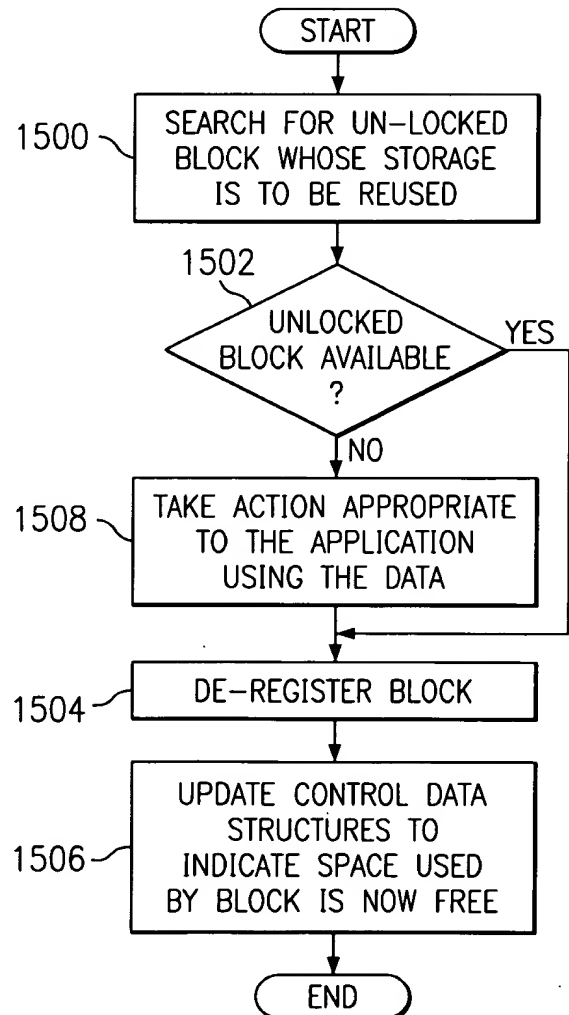 START
1500
SEARCH FOR UN-LOCKED
BLOCK WHOSE STORAGE
IS TO BE REUSED
1502
UNLOCKED
BLOCK AVAILABLE
?
YES
NO
1508
TAKE ACTION APPROPRIATE
TO THE APPLICATION
USING THE DATA
1504
DE-REGISTER BLOCK
1506
UPDATE CONTROL DATA
STRUCTURES TO
INDICATE SPACE USED
BY BLOCK IS NOW FREE
END